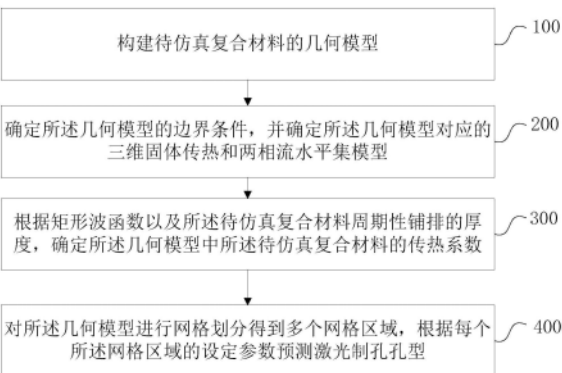 构建待仿真复合材料的几何模型
100
确定所述几何模型的边界条件，并确定所述几何模型对应的
三维固体传热和两相流水平集模型
200
根据矩形波函数以及所述待仿真复合材料周期性铺排的厚
度，确定所述几何模型中所述待仿真复合材料的传热系数
300
对所述几何模型进行网格划分得到多个网格区域，根据每个
所述网格区域的设定参数预测激光制孔孔型
400